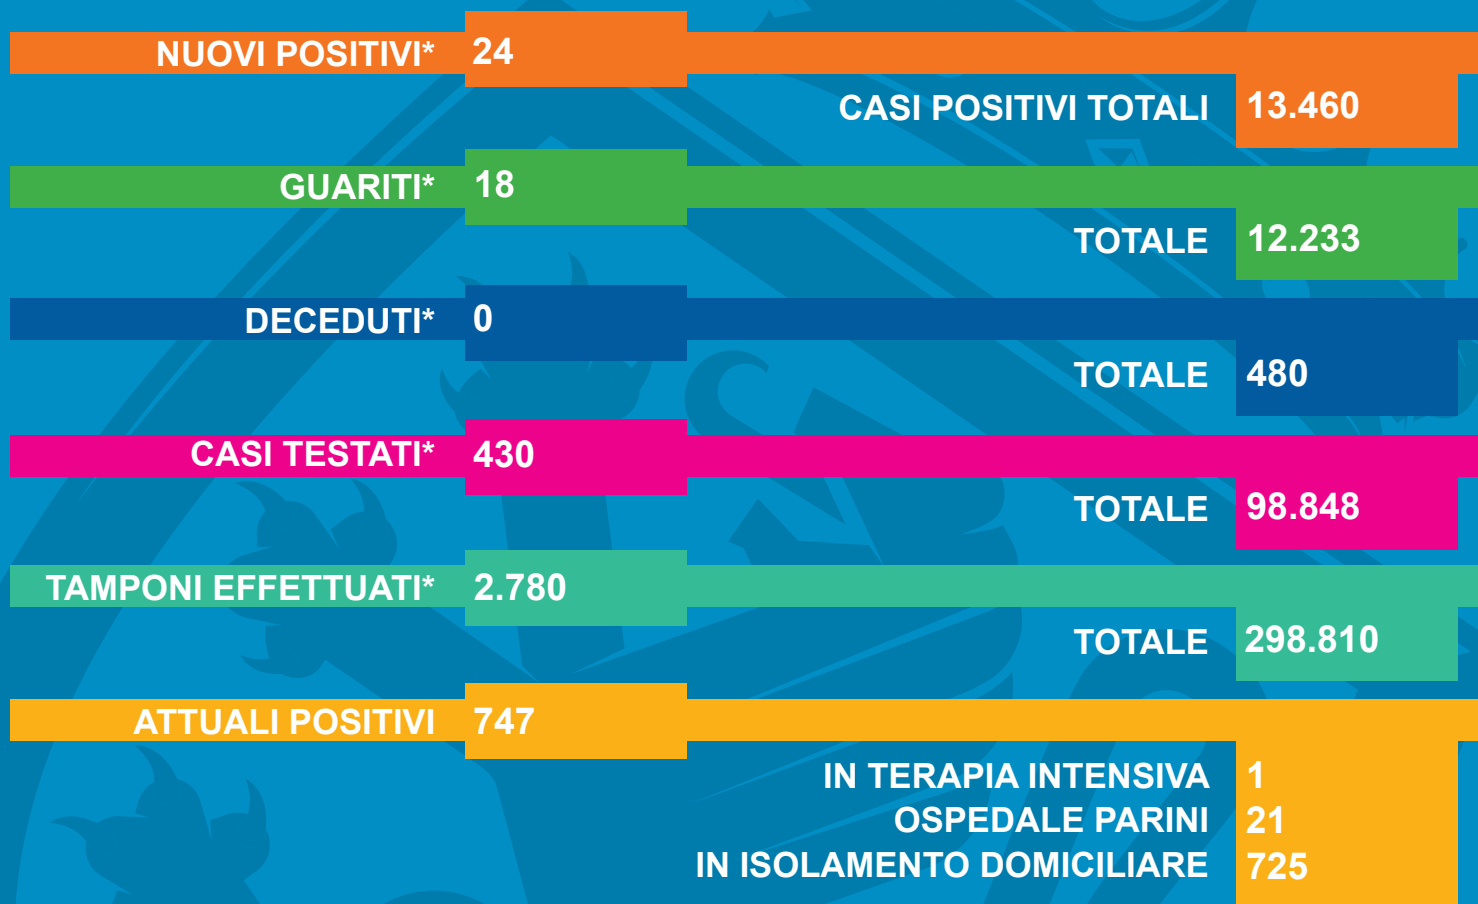 NUOVI POSITIVI* 24
CASI POSITIVI TOTALI 13.460
GUARITI* 18
TOTALE 12.233
DECEDUTI* 0
TOTALE 480
CASI TESTATI* 430
TOTALE 98.848
TAMPONI EFFETTUATI* 2.780
TOTALE 298.810
ATTUALI POSITIVI 747
IN TERAPIA INTENSIVA 1
OSPEDALE PARINI 21
IN ISOLAMENTO DOMICILIARE 725